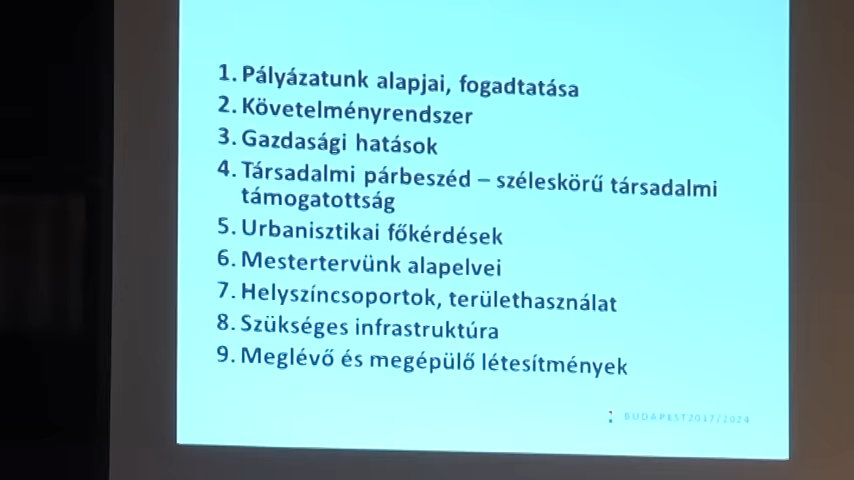 1. Pályázatunk alapjai, fogadtatása
2. Követelményrendszer
3. Gazdasági hatások
4. Társadalmi párbeszéd – széleskörű társadalmi
támogatottság
5. Urbanisztikai főkérdések
6. Mestertervünk alapelvei
7. Helyszíncsoportok, területhasználat
8. Szükséges infrastruktúra
9. Meglévő és megépülő létesítmények
BUDAPEST2017/2024